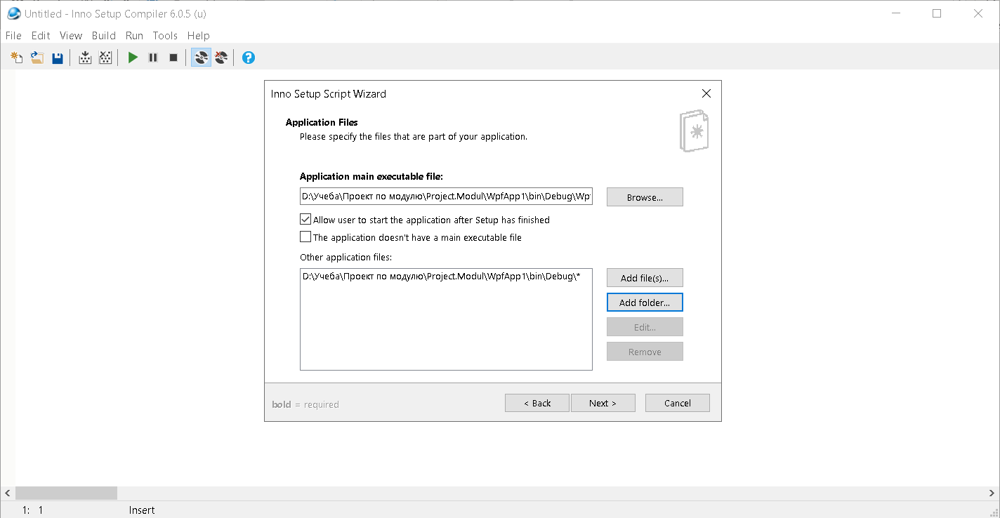 Untitled - Inno Setup Compiler 6.0.5 (u)
File Edit View Build Run Tools Help
Inno Setup Script Wizard
Application Files
Please specify the files that are part of your application.
Application main executable file:
D:\Учеба\Проект по модулю\Project.Modul\WpfApp1\bin\Debug\Wp
Browse...
Allow user to start the application after Setup has finished
The application doesn't have a main executable file
Other application files:
D:\Учеба\Проект по модулю\Project.Modul\WpfApp1\bin\Debug\*
Add file(s)...
Add folder...
Edit...
Remove
bold = required
< Back
Next >
Cancel
1: 1
Insert